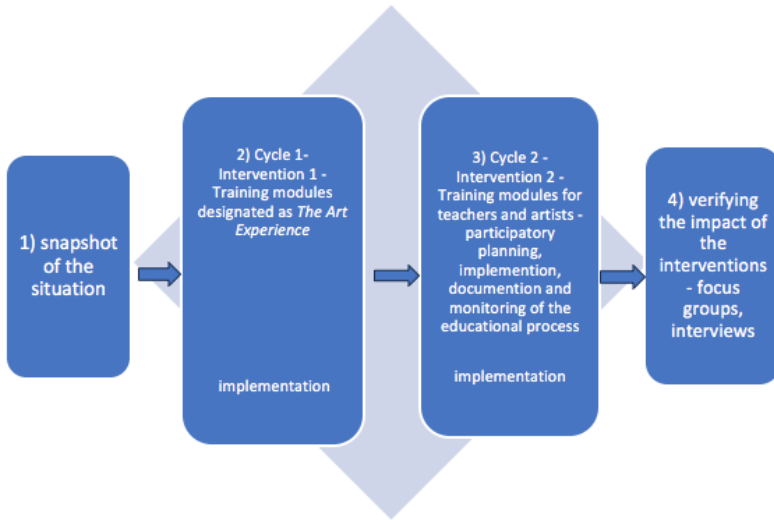 1) snapshot
of the
situation
2) Cycle 1-
Intervention 1 -
Training modules
designated as The Art
Experience
implementation
3) Cycle 2 -
Intervention 2 -
Training modules for
teachers and artists -
participatory
planning,
implemention,
documention and
monitoring of the
educational process
implementation
4) verifying
the impact of
the
interventions
- focus
groups,
interviews